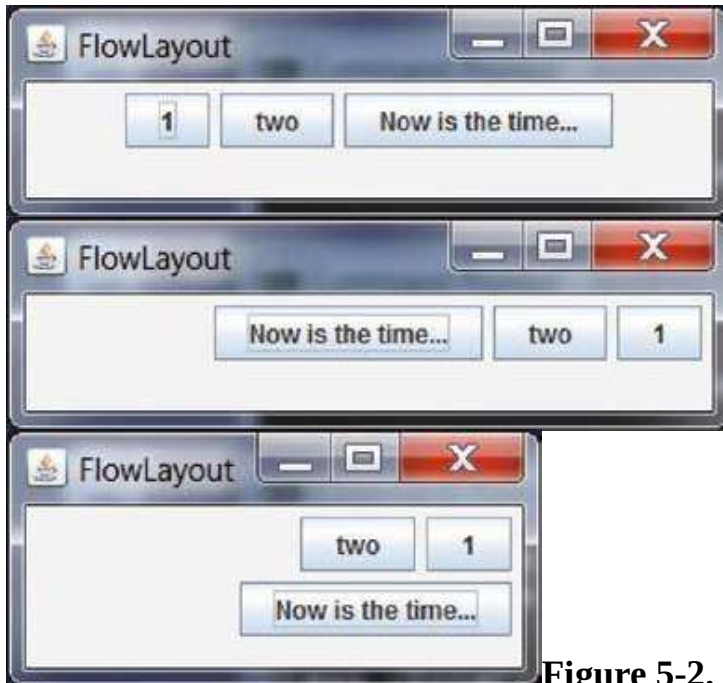 FlowLayout
1 two Now is the time...
FlowLayout
Now is the time... two 1
FlowLayout
two 1
Now is the time...
Figure 5-2.